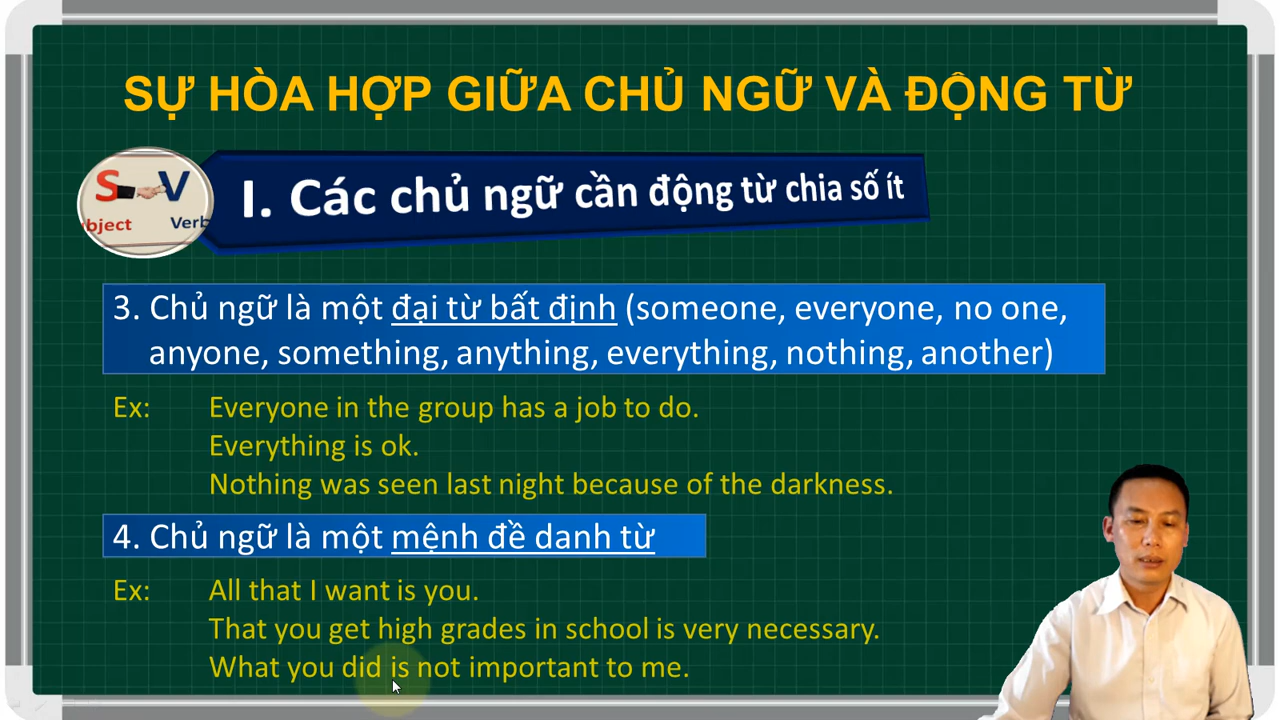 SỰ HÒA HỢP GIỮA CHỦ NGỮ VÀ ĐỘNG TỪ
S V
bject Verb
I. Các chủ ngữ cần động từ chia số ít
3. Chủ ngữ là một đại từ bất định (someone, everyone, no one,
anyone, something, anything, everything, nothing, another)
Ex: Everyone in the group has a job to do.
Everything is ok.
Nothing was seen last night because of the darkness.
4. Chủ ngữ là một mệnh đề danh từ
Ex: All that I want is you.
That you get high grades in school is very necessary.
What you did is not important to me.